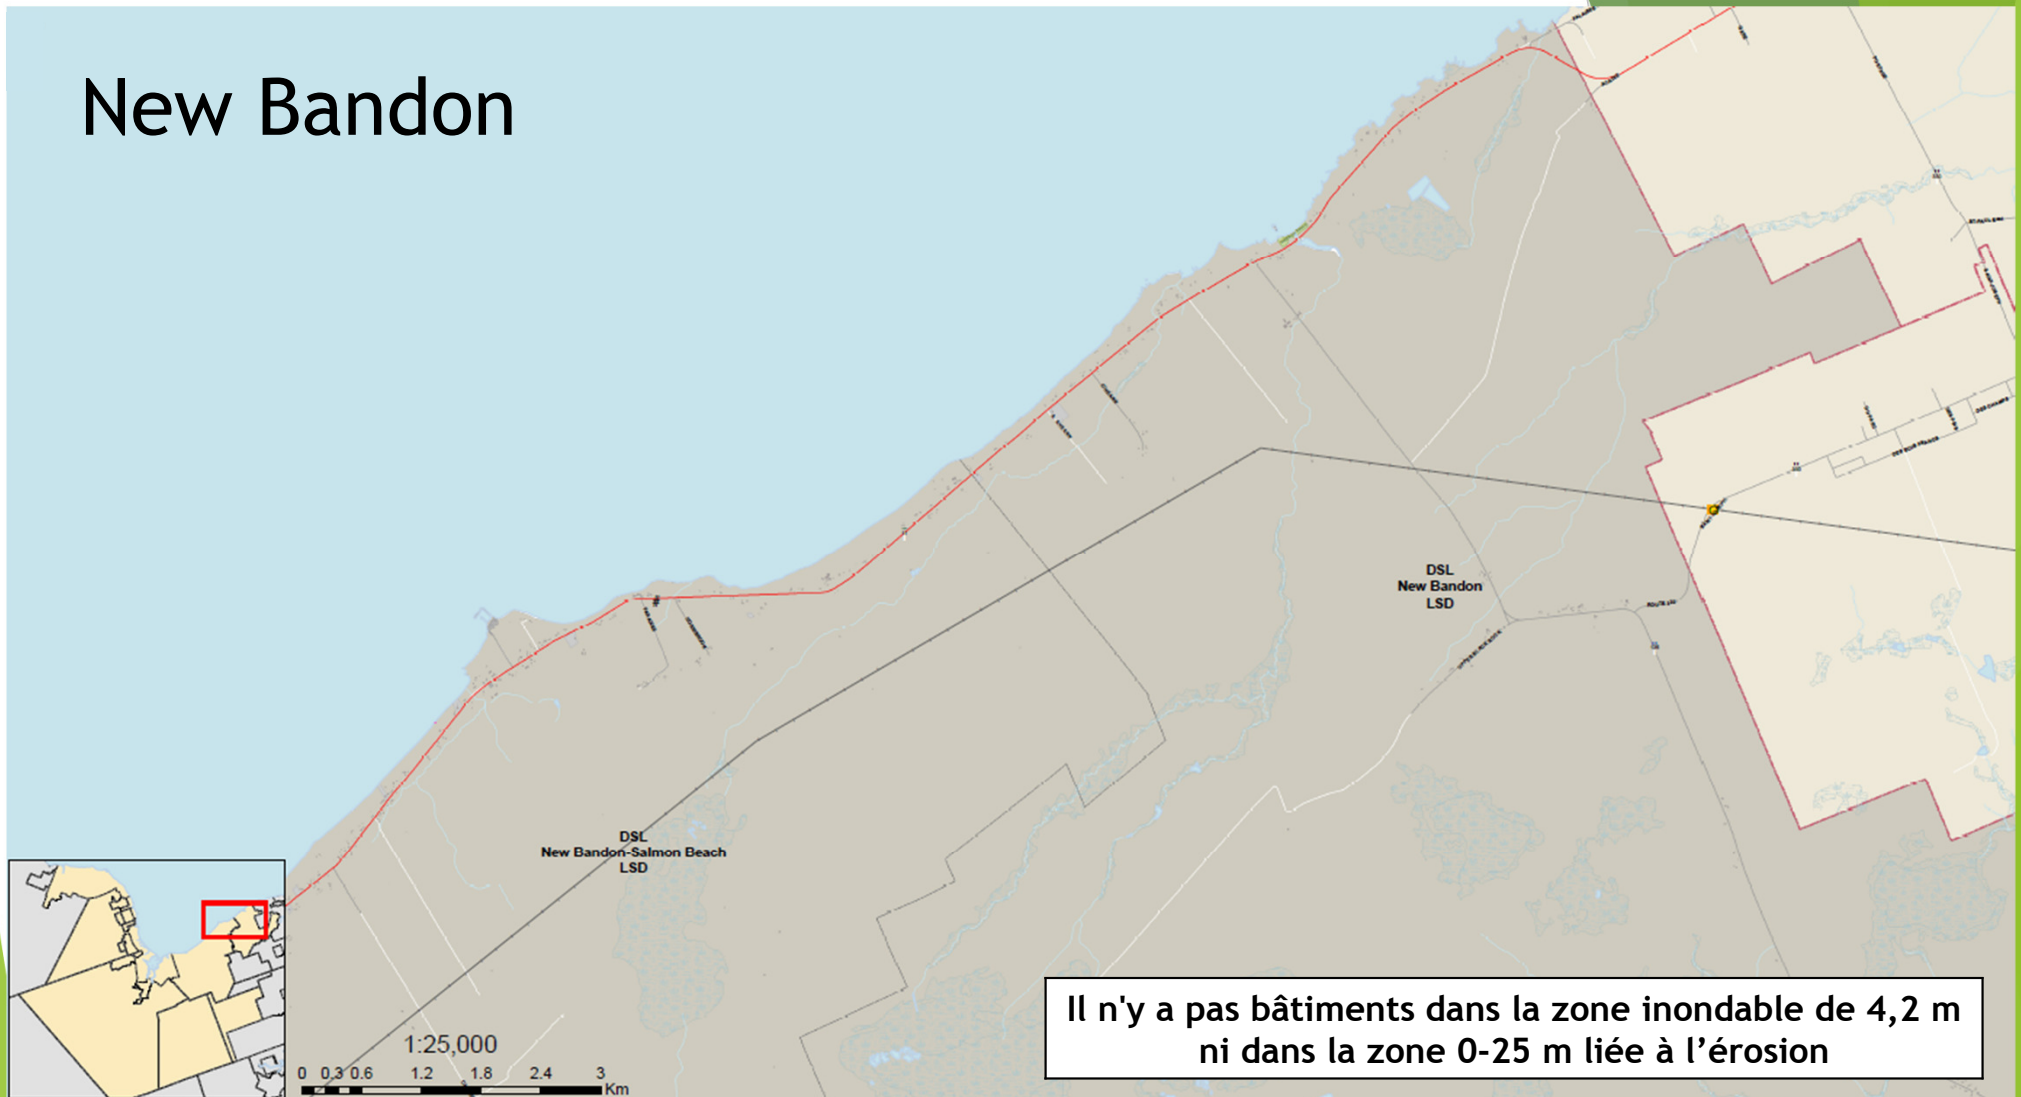 New Bandon
DSL
New Bandon
LSD
DSL
New Bandon-Salmon Beach
LSD
1:25,000
0 0.3 0.6 1.2 1.8 2.4 3
Km
Il n'y a pas bâtiments dans la zone inondable de 4,2 m
ni dans la zone 0-25 m liée à l’érosion